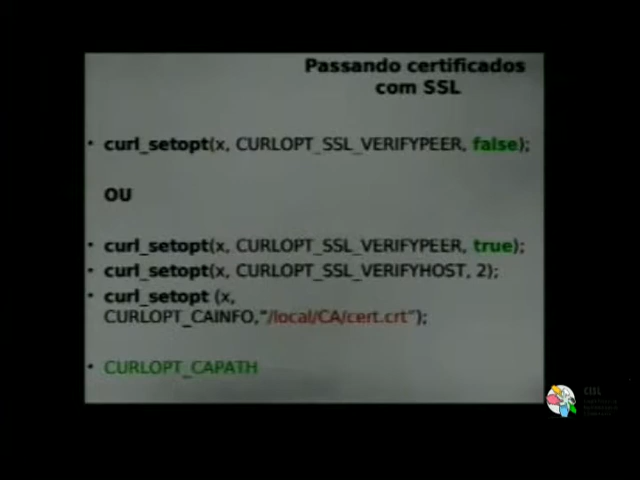 Passando certificados
com SSL
• curl_setopt(x, CURLOPT_SSL_VERIFYPEER, false);
OU
• curl_setopt(x, CURLOPT_SSL_VERIFYPEER, true);
• curl_setopt(x, CURLOPT_SSL_VERIFYHOST, 2);
• curl_setopt (x,
CURLOPT_CAINFO,"/local/CA/cert.crt");
• CURLOPT_CAPATH
CISL